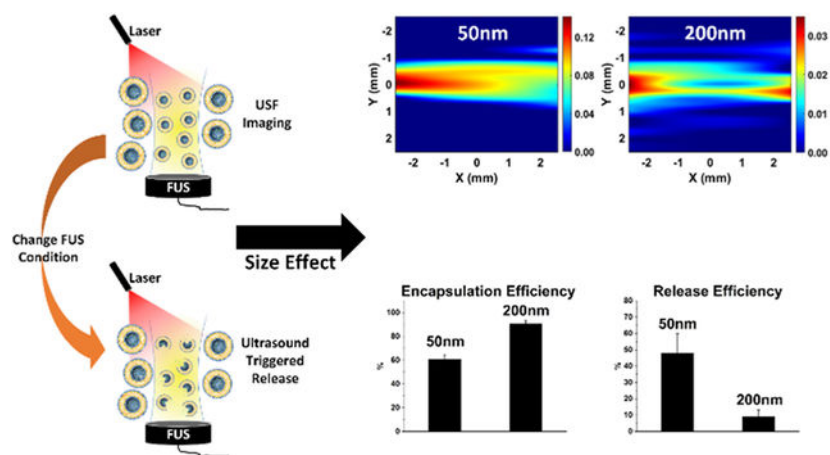 Laser
USF
Imaging
FUS
Change FUS
Condition
Laser
Ultrasound
Triggered
Release
FUS
Size Effect
50nm
-2
-1
0
1
2
Y (mm)
-2 -1 0 1 2
X (mm)
0.12
0.08
0.04
0.00
200nm
-2
-1
0
1
2
Y (mm)
-2 -1 0 1 2
X (mm)
0.03
0.02
0.01
0.00
Encapsulation Efficiency
100
80
60
40
20
0
%
50nm
200nm
Release Efficiency
80
70
60
50
40
30
20
10
0
%
50nm
200nm